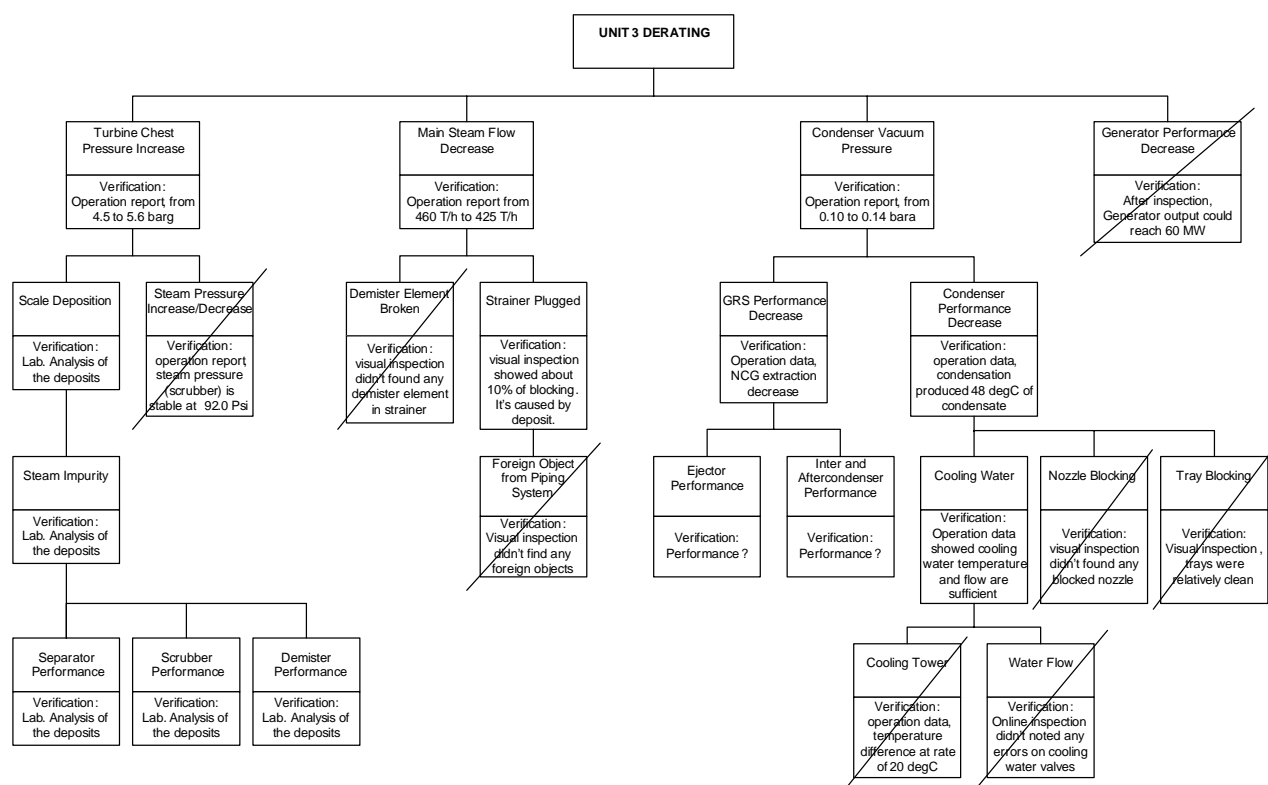 UNIT 3 DERATING
Turbine Chest
Pressure Increase
Verification:
Operation report, from
4.5 to 5.6 barg
Main Steam Flow
Decrease
Verification:
Operation report from
460 T/h to 425 T/h
Condenser Vacuum
Pressure
Verification:
Operation report, from
0.10 to 0.14 bara
Generator Performance
Decrease
Verification:
After inspection,
Generator output could
reach 60 MW
Scale Deposition
Verification:
Lab. Analysis of
the deposits
Steam Pressure
Increase/Decrease
Verification:
operation report,
steam pressure
(scrubber) is
stable at 92.0 Psi
Demister Element
Broken
Verification:
visual inspection
didn't found any
demister element
in strainer
Strainer Plugged
Verification:
visual inspection
showed about
10% of blocking.
It's caused by
deposit.
GRS Performance
Decrease
Verification:
Operation data,
NCG extraction
decrease
Condenser
Performance
Decrease
Verification:
operation data,
condensation
produced 48 degC of
condensate
Steam Impurity
Verification:
Lab. Analysis of
the deposits
Foreign Object
from Piping
System
Verification:
Visual inspection
didn't find any
foreign objects
Ejector
Performance
Verification:
Performance ?
Inter and
Aftercondenser
Performance
Verification:
Performance ?
Cooling Water
Verification:
Operation data
showed cooling
water temperature
and flow are
sufficient
Nozzle Blocking
Verification:
visual inspection
didn't found any
blocked nozzle
Tray Blocking
Verification:
Visual inspection ,
trays were
relatively clean
Separator
Performance
Verification:
Lab. Analysis of
the deposits
Scrubber
Performance
Verification:
Lab. Analysis of
the deposits
Demister
Performance
Verification:
Lab. Analysis of
the deposits
Cooling Tower
Verification:
operation data,
temperature
difference at rate
of 20 degC
Water Flow
Verification:
Online inspection
didn't noted any
errors on cooling
water valves